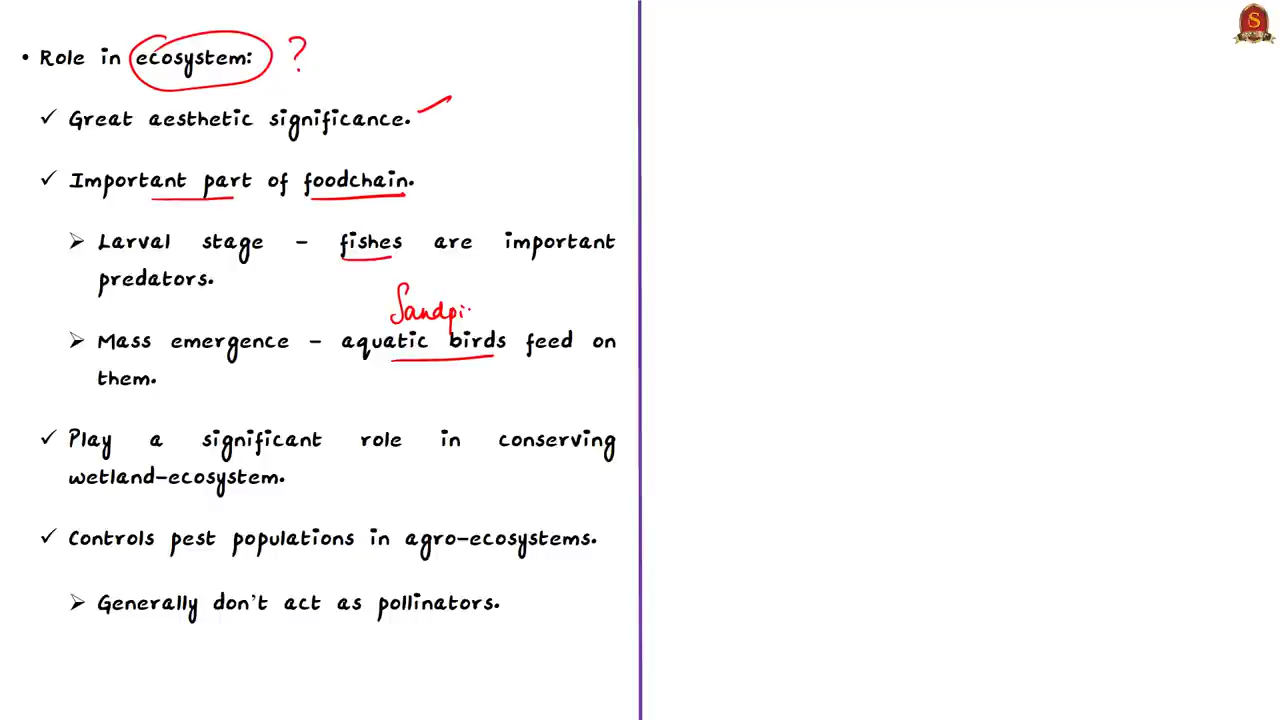 • Role in ecosystem: ?
✓ Great aesthetic significance.
✓ Important part of foodchain.
➤ Larval stage – fishes are important
predators.
Sandpi
➤ Mass emergence – aquatic birds feed on
them.
✓ Play a significant role in conserving
wetland-ecosystem.
✓ Controls pest populations in agro-ecosystems.
➤ Generally don't act as pollinators.
S